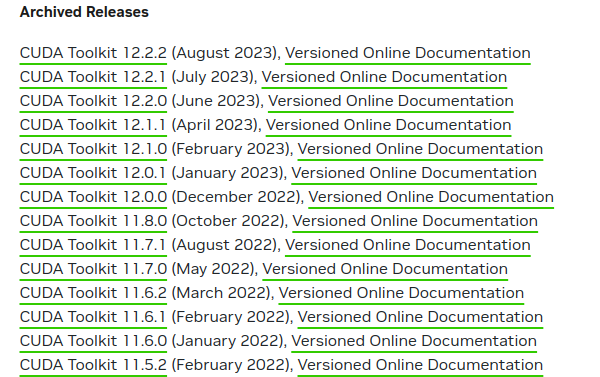 Archived Releases
CUDA Toolkit 12.2.2 (August 2023), Versioned Online Documentation
CUDA Toolkit 12.2.1 (July 2023), Versioned Online Documentation
CUDA Toolkit 12.2.0 (June 2023), Versioned Online Documentation
CUDA Toolkit 12.1.1 (April 2023), Versioned Online Documentation
CUDA Toolkit 12.1.0 (February 2023), Versioned Online Documentation
CUDA Toolkit 12.0.1 (January 2023), Versioned Online Documentation
CUDA Toolkit 12.0.0 (December 2022), Versioned Online Documentation
CUDA Toolkit 11.8.0 (October 2022), Versioned Online Documentation
CUDA Toolkit 11.7.1 (August 2022), Versioned Online Documentation
CUDA Toolkit 11.7.0 (May 2022), Versioned Online Documentation
CUDA Toolkit 11.6.2 (March 2022), Versioned Online Documentation
CUDA Toolkit 11.6.1 (February 2022), Versioned Online Documentation
CUDA Toolkit 11.6.0 (January 2022), Versioned Online Documentation
CUDA Toolkit 11.5.2 (February 2022), Versioned Online Documentation